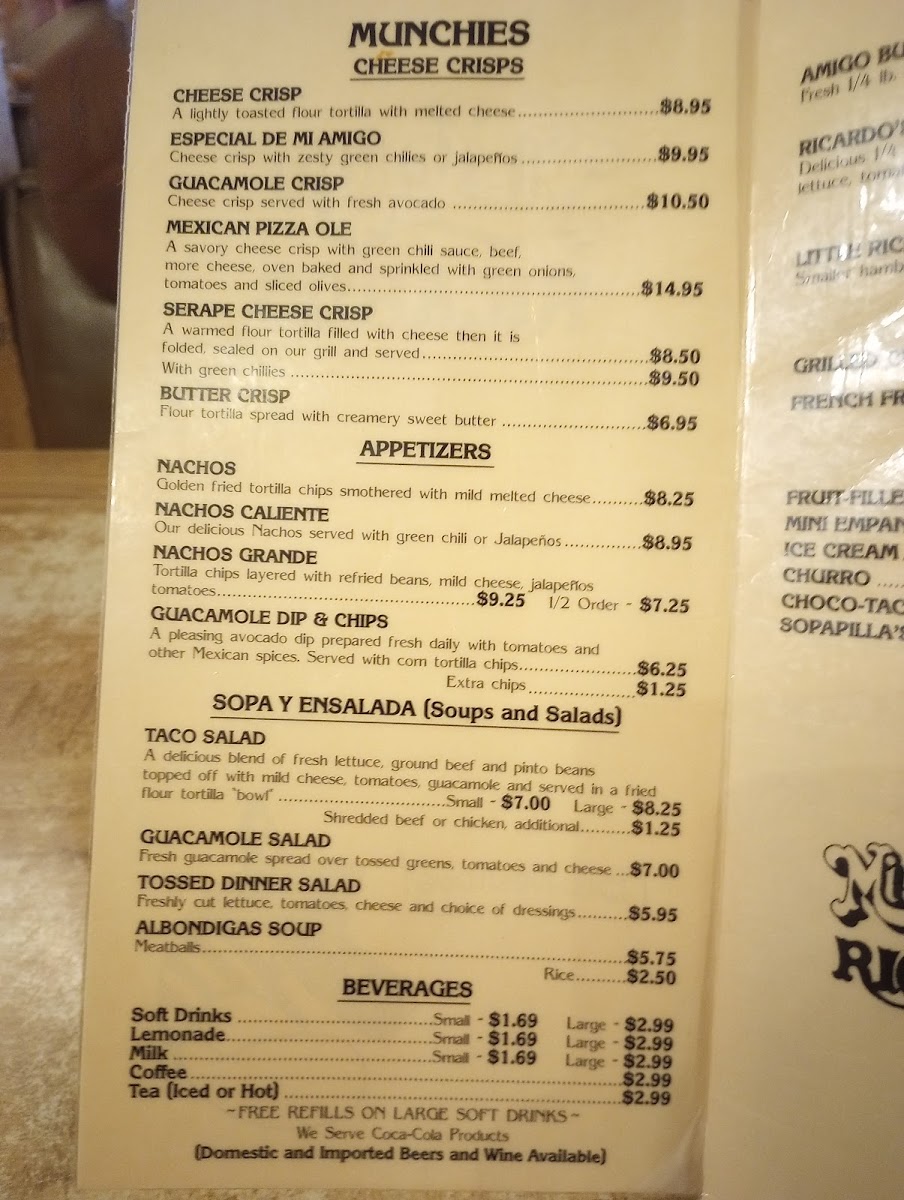 MUNCHIES
CHEESE CRISPS
CHEESE CRISP
A lightly toasted flour tortilla with melted cheese..............................$8.95
ESPECIAL DE MI AMIGO
Cheese crisp with zesty green chilies or jalapeños .............................$9.95
GUACAMOLE CRISP
Cheese crisp served with fresh avocado ..........................................$10.50
MEXICAN PIZZA OLE
A savory cheese crisp with green chili sauce, beef,
more cheese, oven baked and sprinkled with green onions,
tomatoes and sliced olives................................................................$14.95
SERAPE CHEESE CRISP
A warmed flour tortilla filled with cheese then it is
folded, sealed on our grill and served.................................................$8.50
With green chillies ..............................................................................$9.50
BUTTER CRISP
Flour tortilla spread with creamery sweet butter ................................$6.95
APPETIZERS
NACHOS
Golden fried tortilla chips smothered with mild melted cheese..........$8.25
NACHOS CALIENTE
Our delicious Nachos served with green chili or Jalapeños...............$8.95
NACHOS GRANDE
Tortilla chips layered with refried beans, mild cheese, jalapeños
tomatoes....................................................$9.25 1/2 Order - $7.25
GUACAMOLE DIP & CHIPS
A pleasing avocado dip prepared fresh daily with tomatoes and
other Mexican spices. Served with corn tortilla chips........................$6.25
Extra chips.....................$1.25
SOPA Y ENSALADA (Soups and Salads)
TACO SALAD
A delicious blend of fresh lettuce, ground beef and pinto beans
topped off with mild cheese, tomatoes, guacamole and served in a fried
flour tortilla "bowl" ..................................Small - $7.00 Large - $8.25
Shredded beef or chicken, additional..........$1.25
GUACAMOLE SALAD
Fresh guacamole spread over tossed greens, tomatoes and cheese ...$7.00
TOSSED DINNER SALAD
Freshly cut lettuce, tomatoes, cheese and choice of dressings..........$5.95
ALBONDIGAS SOUP
Meatballs.....................................................................................$5.75
Rice..........$2.50
BEVERAGES
Soft Drinks .......................................Small - $1.69 Large - $2.99
Lemonade.........................................Small - $1.69 Large - $2.99
Milk ...................................................Small - $1.69 Large - $2.99
Coffee...................................................................................$2.99
Tea (Iced or Hot) ..................................................................$2.99
~FREE REFILLS ON LARGE SOFT DRINKS~
We Serve Coca-Cola Products
(Domestic and Imported Beers and Wine Available)
AMIGO BU
Fresh 1/4 lb.
RICARDO'S
Delicious 1/4
lettuce, toma
LITTLE RIC
Smaller hamb
GRILLED C
FRENCH FR
FRUIT-FILLE
MINI EMPAN
ICE CREAM
CHURRO .....
CHOCO-TAC
SOPAPILLA'S
Mi
RIC